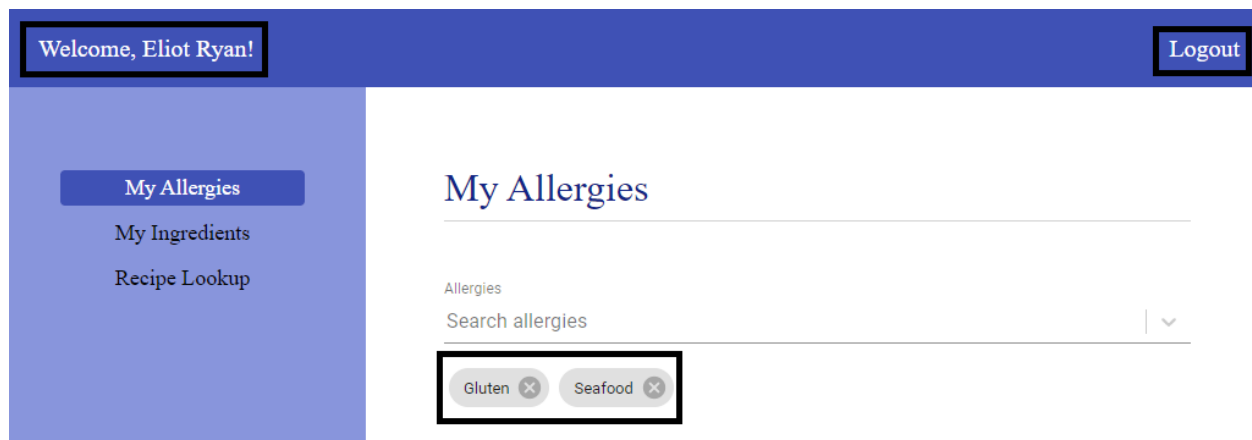 Welcome, Eliot Ryan!
Logout
My Allergies
My Ingredients
Recipe Lookup
My Allergies
Allergies
Search allergies
Gluten
Seafood